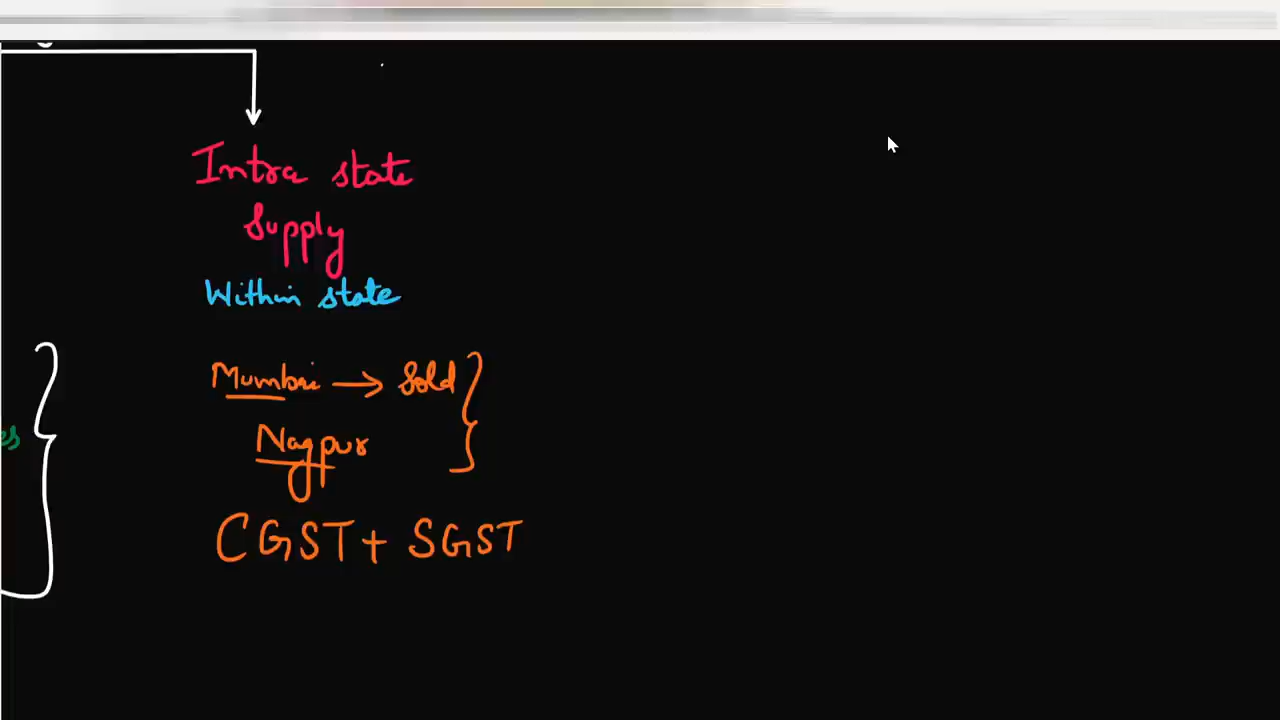 Intra state
Supply
Within state
Mumbai → Sold
Nagpur
CGST + SGST